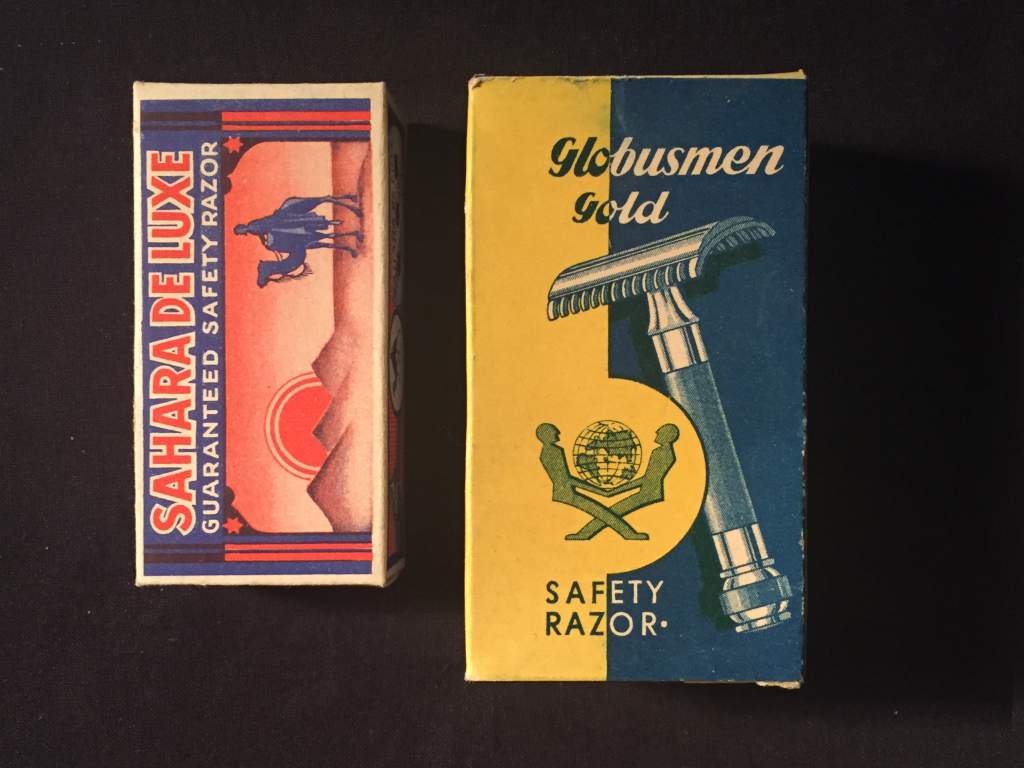 SAHARA DE LUXE
GUARANTEED SAFETY RAZOR
Globusmen
Gold
SAFETY
RAZOR•